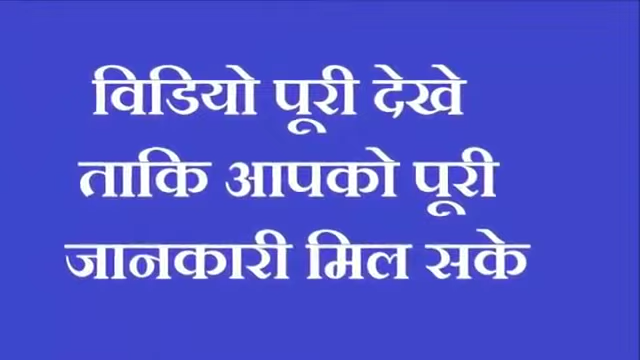 विडियो पूरी देखे
ताकि आपको पूरी
जानकारी मिल सके